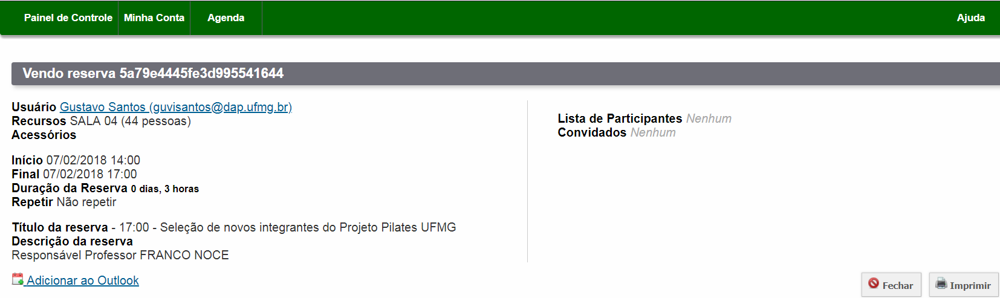 Painel de Controle Minha Conta Agenda Ajuda
Vendo reserva 5a79e4445fe3d995541644
Usuário Gustavo Santos (guvisantos@dap.ufmg.br)
Recursos SALA 04 (44 pessoas)
Acessórios
Início 07/02/2018 14:00
Final 07/02/2018 17:00
Duração da Reserva 0 dias, 3 horas
Repetir Não repetir
Título da reserva - 17:00 - Seleção de novos integrantes do Projeto Pilates UFMG
Descrição da reserva
Responsável Professor FRANCO NOCE
Adicionar ao Outlook
Lista de Participantes Nenhum
Convidados Nenhum
Fechar Imprimir